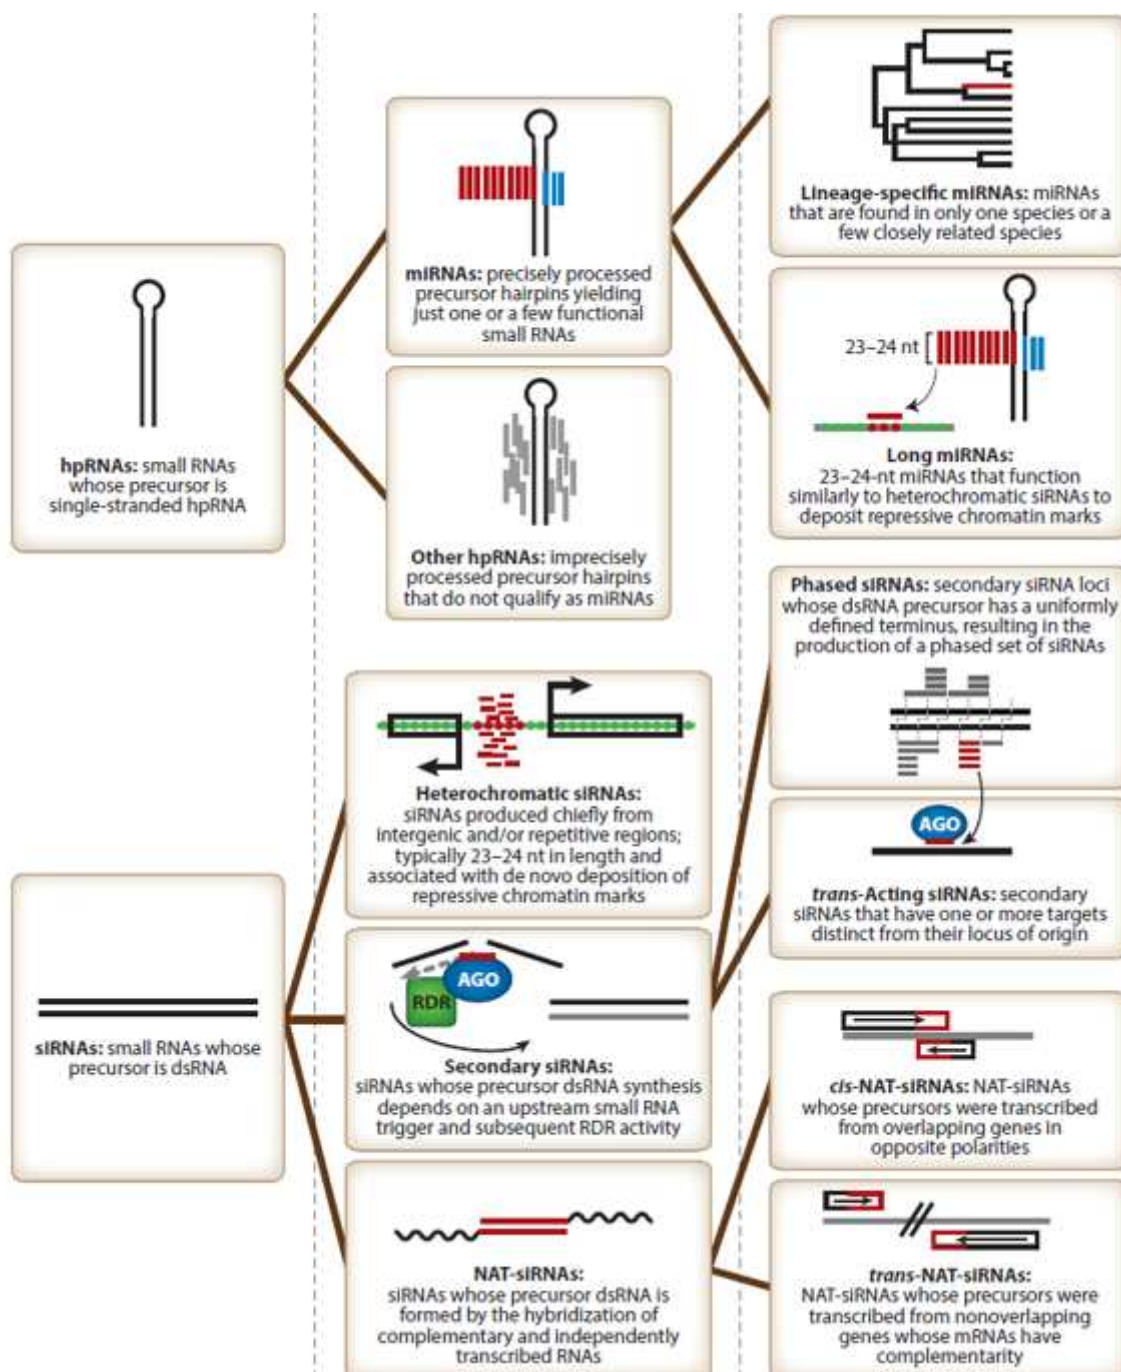 hpRNAs: small RNAs
whose precursor is
single-stranded hpRNA
siRNAs: small RNAs whose
precursor is dsRNA
miRNAs: precisely processed
precursor hairpins yielding
just one or a few functional
small RNAs
Other hpRNAs: imprecisely
processed precursor hairpins
that do not qualify as miRNAs
Heterochromatic siRNAs:
siRNAs produced chiefly from
intergenic and/or repetitive regions;
typically 23–24 nt in length and
associated with de novo deposition of
repressive chromatin marks
AGO
RDR
Secondary siRNAs:
siRNAs whose precursor dsRNA synthesis
depends on an upstream small RNA
trigger and subsequent RDR activity
NAT-siRNAs:
siRNAs whose precursor dsRNA is
formed by the hybridization of
complementary and independently
transcribed RNAs
Lineage-specific miRNAs: miRNAs
that are found in only one species or a
few closely related species
23–24 nt
Long miRNAs:
23–24-nt miRNAs that function
similarly to heterochromatic siRNAs to
deposit repressive chromatin marks
Phased siRNAs: secondary siRNA loci
whose dsRNA precursor has a uniformly
defined terminus, resulting in the
production of a phased set of siRNAs
AGO
trans-Acting siRNAs: secondary
siRNAs that have one or more targets
distinct from their locus of origin
cis-NAT-siRNAs: NAT-siRNAs
whose precursors were transcribed
from overlapping genes in
opposite polarities
trans-NAT-siRNAs:
NAT-siRNAs whose precursors were
transcribed from nonoverlapping
genes whose mRNAs have
complementarity